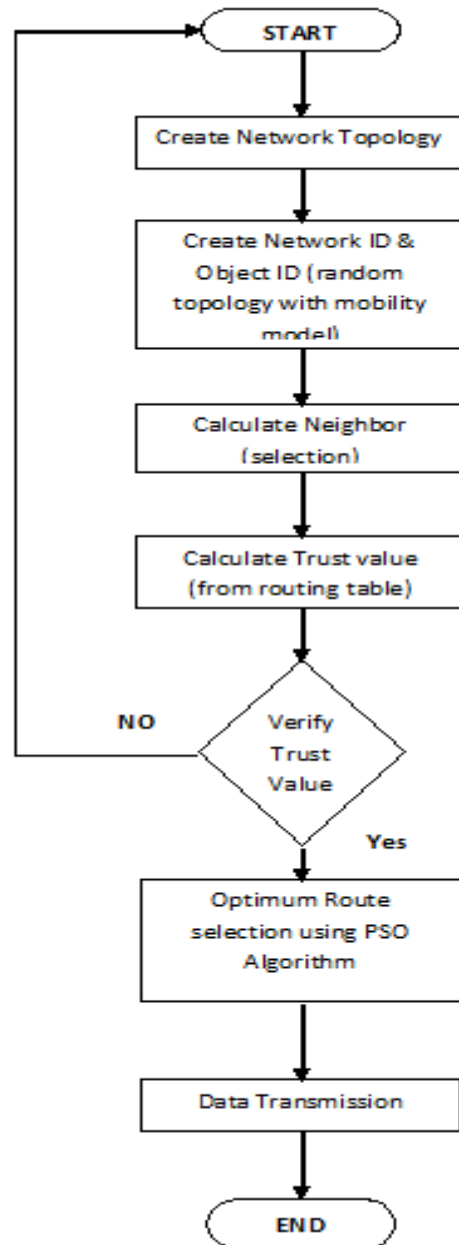 START
Create Network Topology
Create Network ID &
Object ID (random
topology with mobility
model)
Calculate Neighbor
(selection)
Calculate Trust value
(from routing table)
NO
Verify
Trust
Value
Yes
Optimum Route
selection using PSO
Algorithm
Data Transmission
END